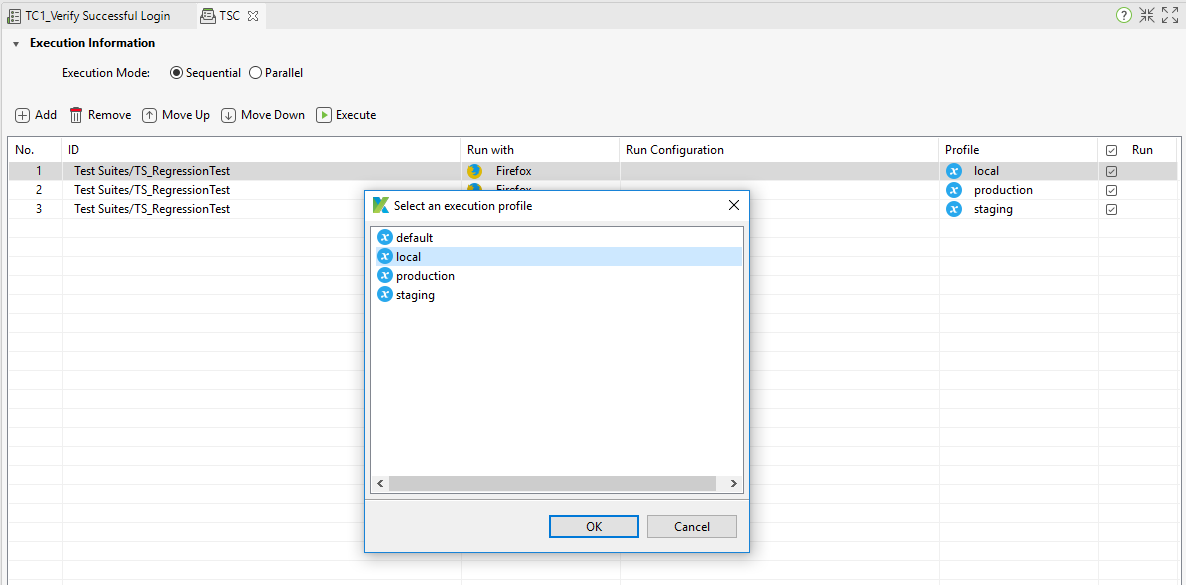 TC1_Verify Successful Login TSC
Execution Information
Execution Mode: Sequential Parallel
Add Remove Move Up Move Down Execute
No. ID Run with Run Configuration Profile Run
1 Test Suites/TS_RegressionTest Firefox local
2 Test Suites/TS_RegressionTest Firefox production
3 Test Suites/TS_RegressionTest staging
Select an execution profile
default
local
production
staging
OK Cancel